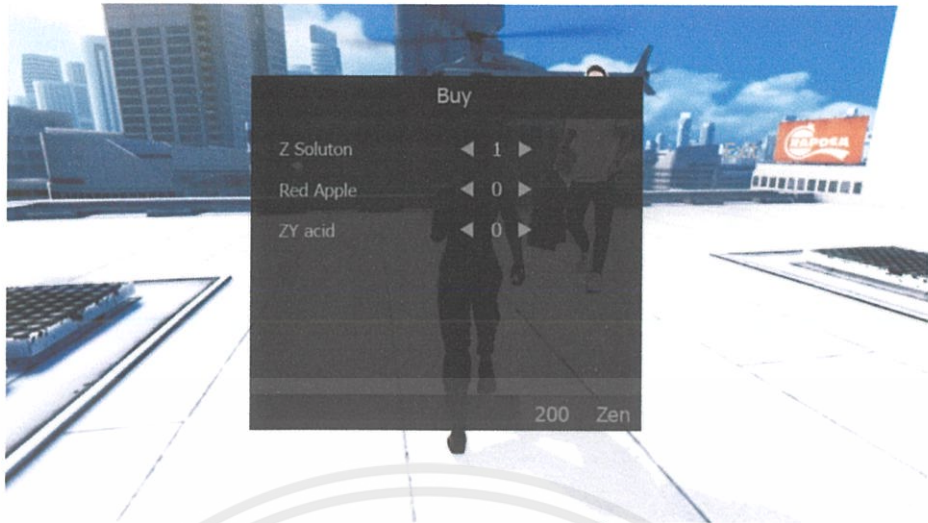 Buy
Z Soluton ◀ 1 ▶
Red Apple ◀ 0 ▶
ZY acid ◀ 0 ▶
200 Zen